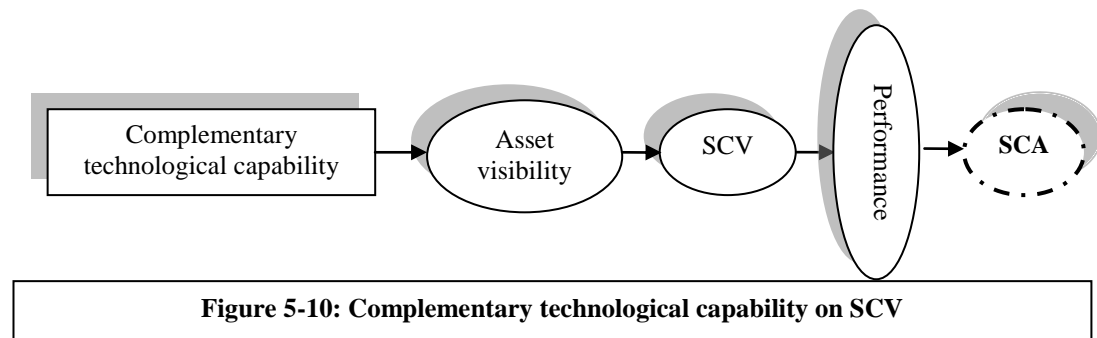 Complementary
technological capability
Asset
visibility
SCV
Performance
SCA
Figure 5-10: Complementary technological capability on SCV